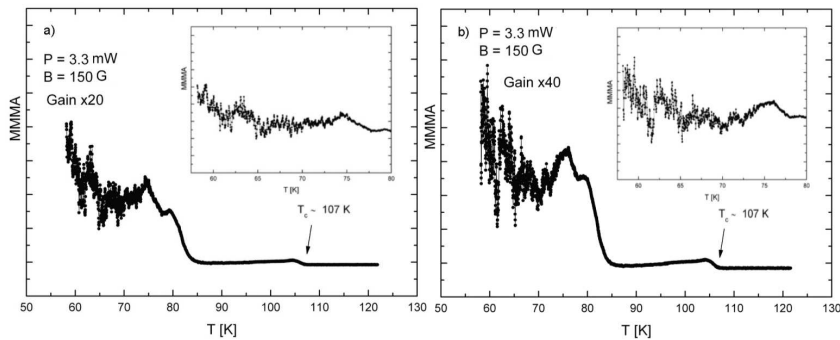 a)
P = 3.3 mW
B = 150 G
Gain x20
MMMA
T [K]
50 60 70 80 90 100 110 120 130
T_c ~ 107 K
MMMA
T [K]
60 65 70 75 80
b)
P = 3.3 mW
B = 150 G
Gain x40
MMMA
T [K]
50 60 70 80 90 100 110 120 130
T_c ~ 107 K
MMMA
T [K]
60 65 70 75 80